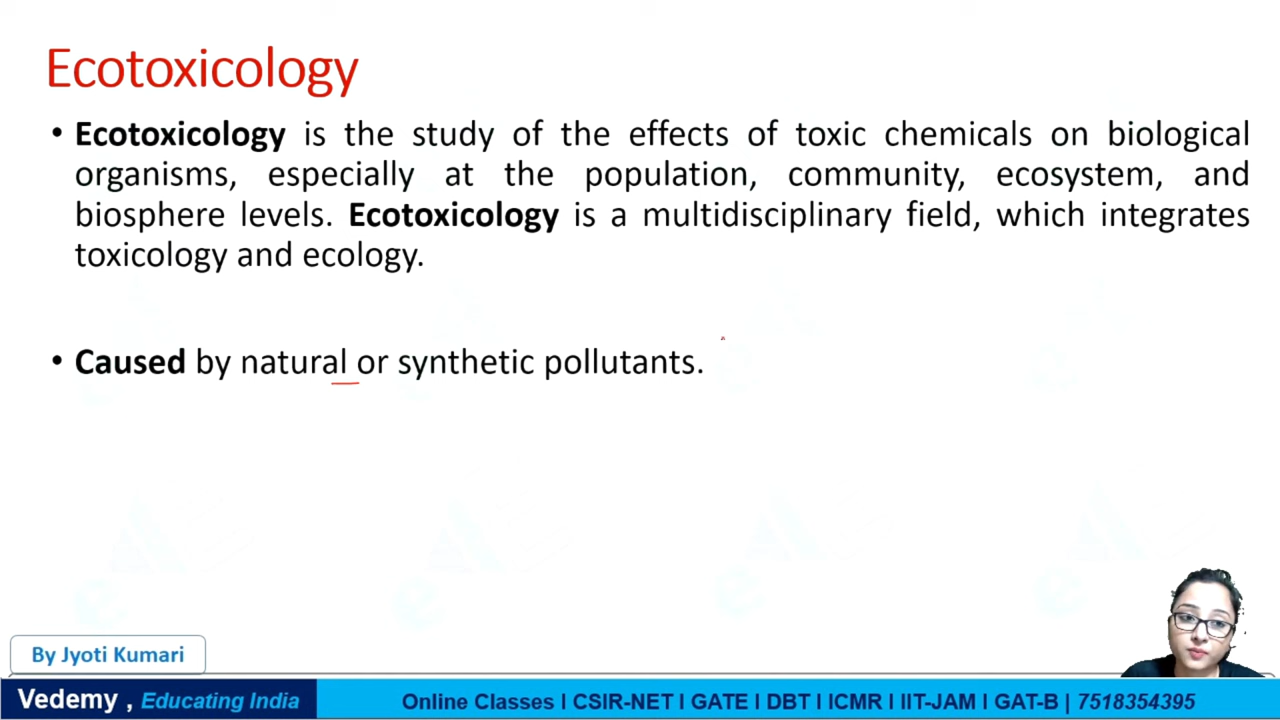 Ecotoxicology
• Ecotoxicology is the study of the effects of toxic chemicals on biological
organisms, especially at the population, community, ecosystem, and
biosphere levels. Ecotoxicology is a multidisciplinary field, which integrates
toxicology and ecology.
• Caused by natural or synthetic pollutants.
By Jyoti Kumari
Vedemy , Educating India
Online Classes I CSIR-NET I GATE I DBT I ICMR I IIT-JAM I GAT-B | 7518354395